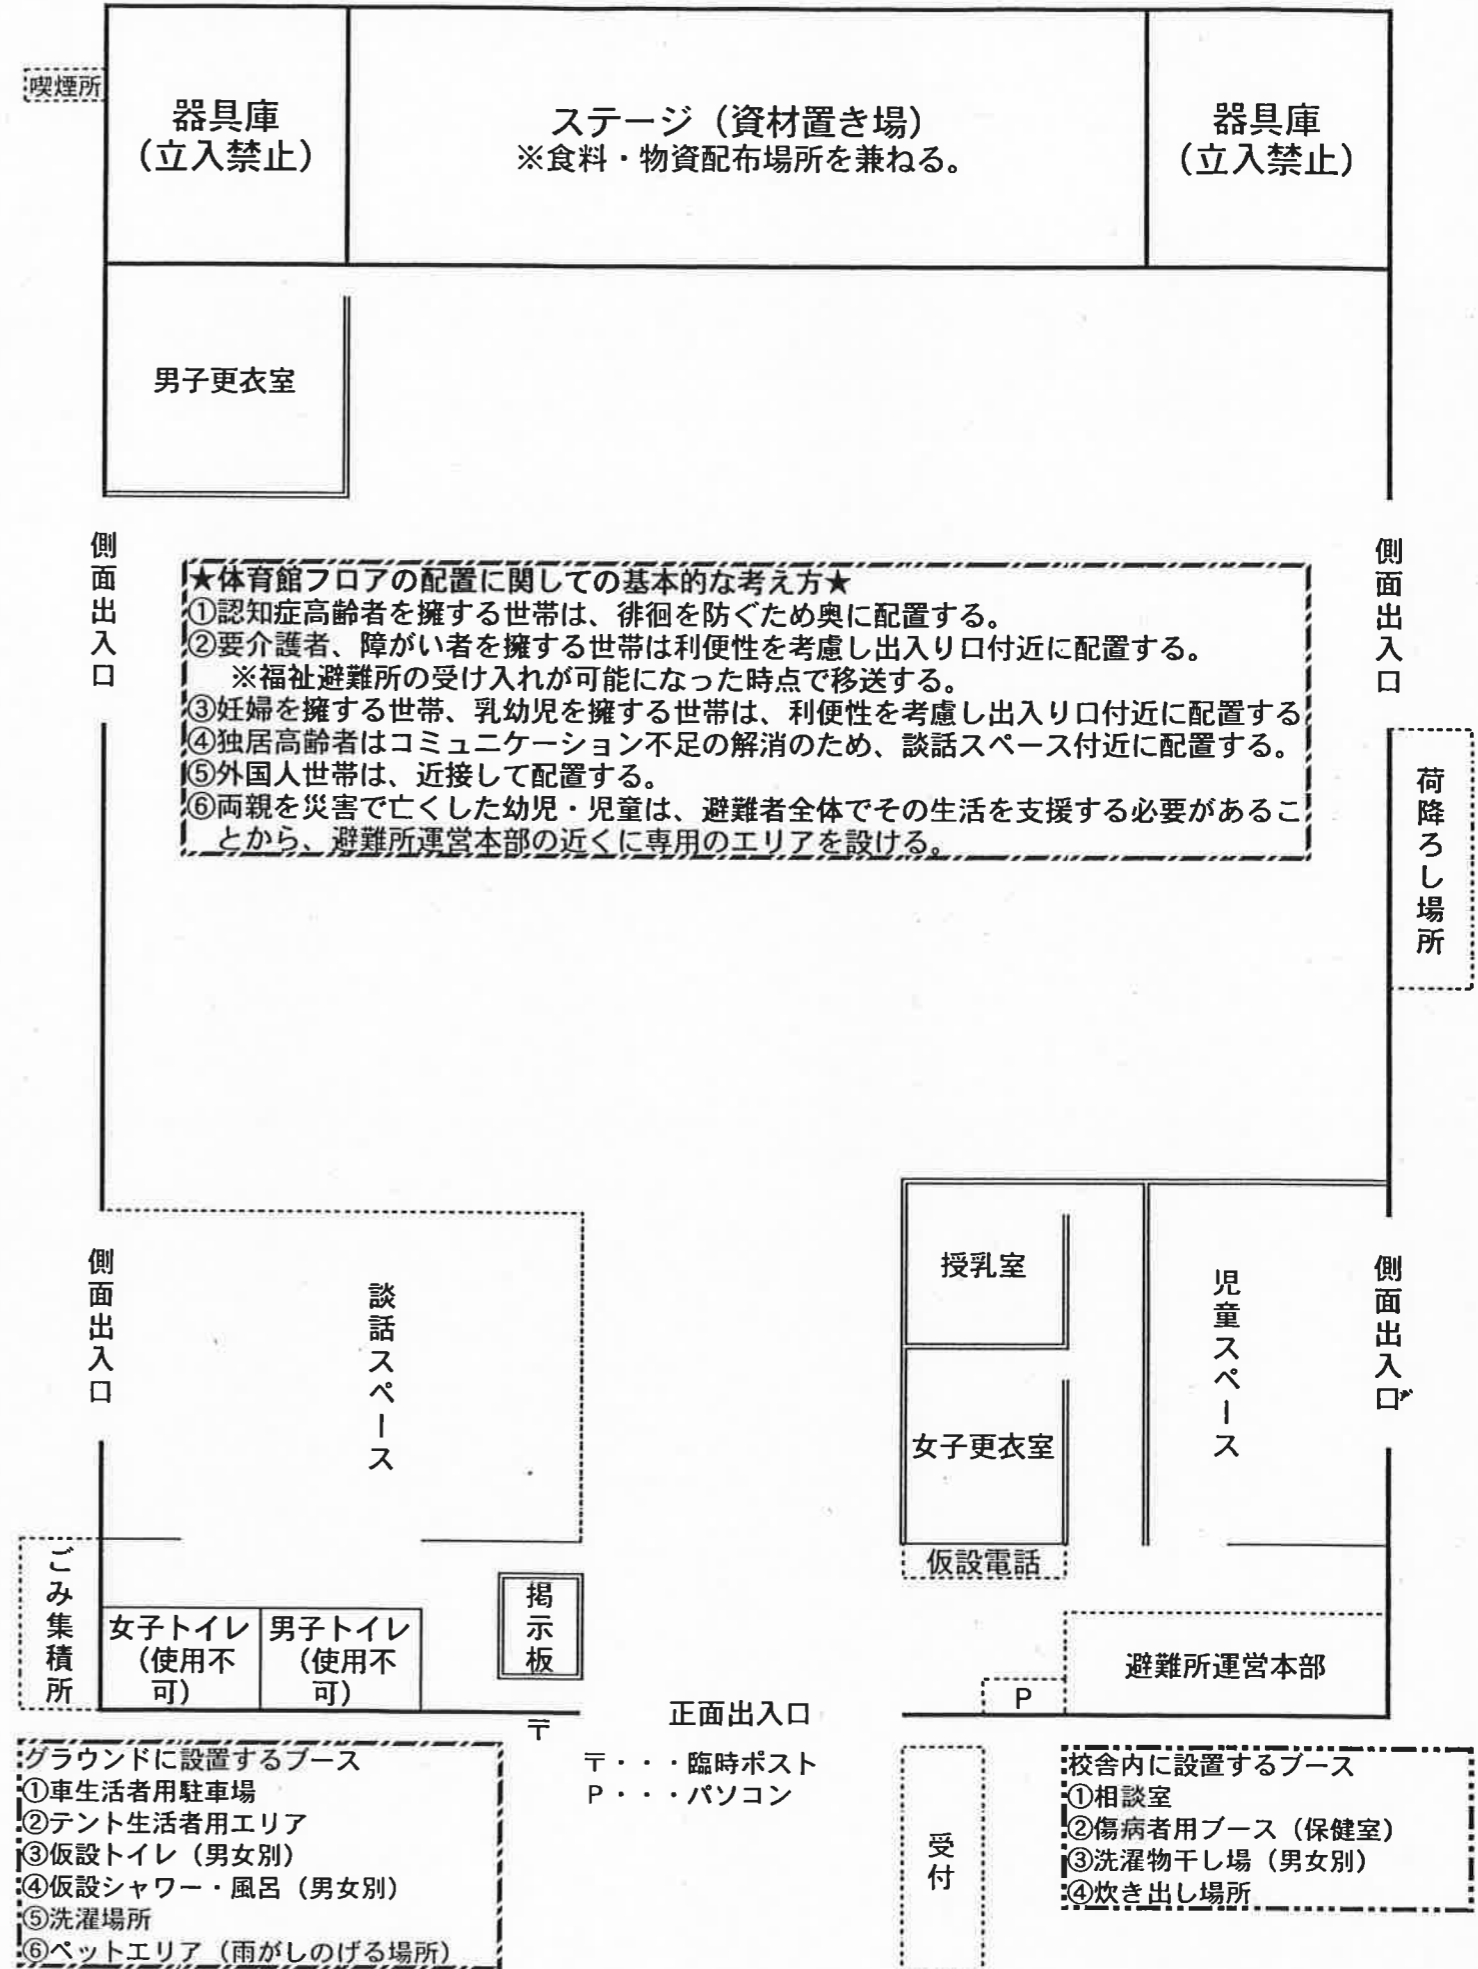 喫煙所
器具庫
（立入禁止）
ステージ（資材置き場）
※食料・物資配布場所を兼ねる。
器具庫
（立入禁止）
男子更衣室
側面出入口
側面出入口
★体育館フロアの配置に関しての基本的な考え方★
①認知症高齢者を擁する世帯は、徘徊を防ぐため奥に配置する。
②要介護者、障がい者を擁する世帯は利便性を考慮し出入り口付近に配置する。
※福祉避難所の受け入れが可能になった時点で移送する。
③妊婦を擁する世帯、乳幼児を擁する世帯は、利便性を考慮し出入り口付近に配置する
④独居高齢者はコミュニケーション不足の解消のため、談話スペース付近に配置する。
⑤外国人世帯は、近接して配置する。
⑥両親を災害で亡くした幼児・児童は、避難者全体でその生活を支援する必要があるこ
とから、避難所運営本部の近くに専用のエリアを設ける。
荷降ろし場所
側面出入口
談話スペース
授乳室
児童スペース
側面出入口
女子更衣室
仮設電話
ごみ集積所
女子トイレ
（使用不
可）
男子トイレ
（使用不
可）
掲示板
避難所運営本部
P
正面出入口
〒
〒・・・臨時ポスト
P・・・パソコン
グラウンドに設置するブース
①車生活者用駐車場
②テント生活者用エリア
③仮設トイレ（男女別）
④仮設シャワー・風呂（男女別）
⑤洗濯場所
⑥ペットエリア（雨がしのげる場所）
受付
校舎内に設置するブース
①相談室
②傷病者用ブース（保健室）
③洗濯物干し場（男女別）
④炊き出し場所